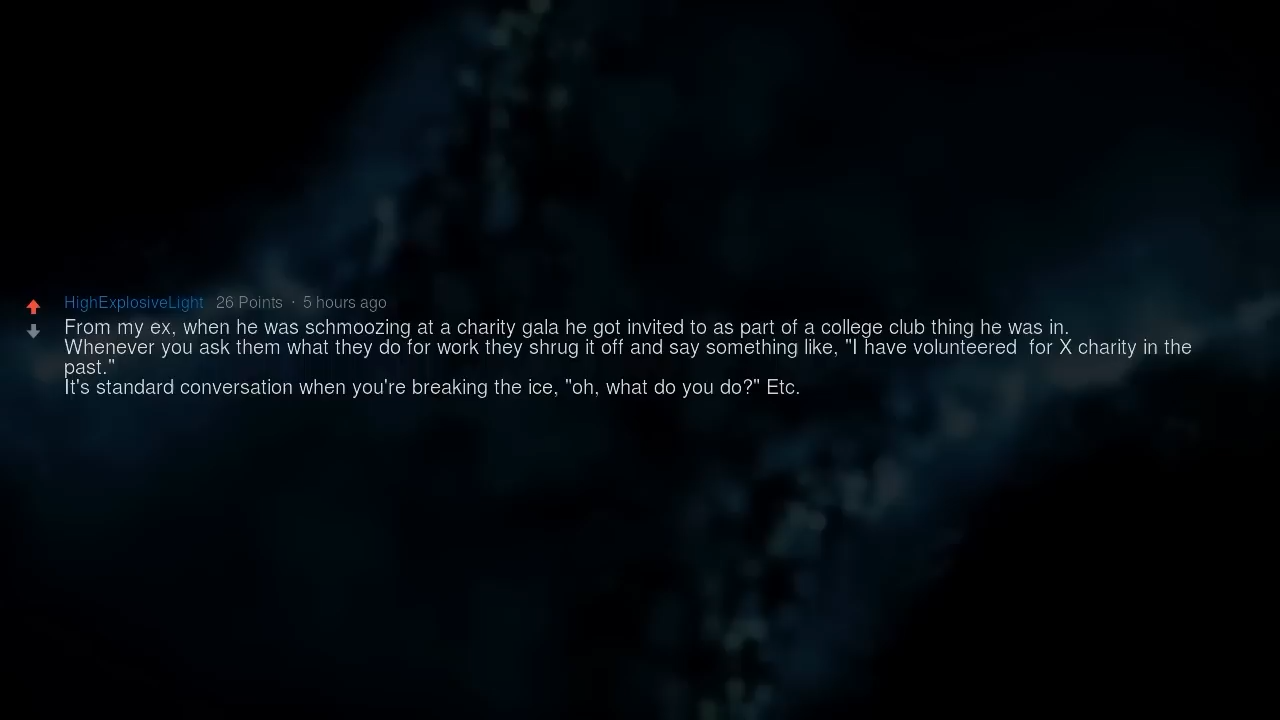 HighExplosiveLight 26 Points · 5 hours ago
From my ex, when he was schmoozing at a charity gala he got invited to as part of a college club thing he was in.
Whenever you ask them what they do for work they shrug it off and say something like, "I have volunteered  for X charity in the
past."
It's standard conversation when you're breaking the ice, "oh, what do you do?" Etc.